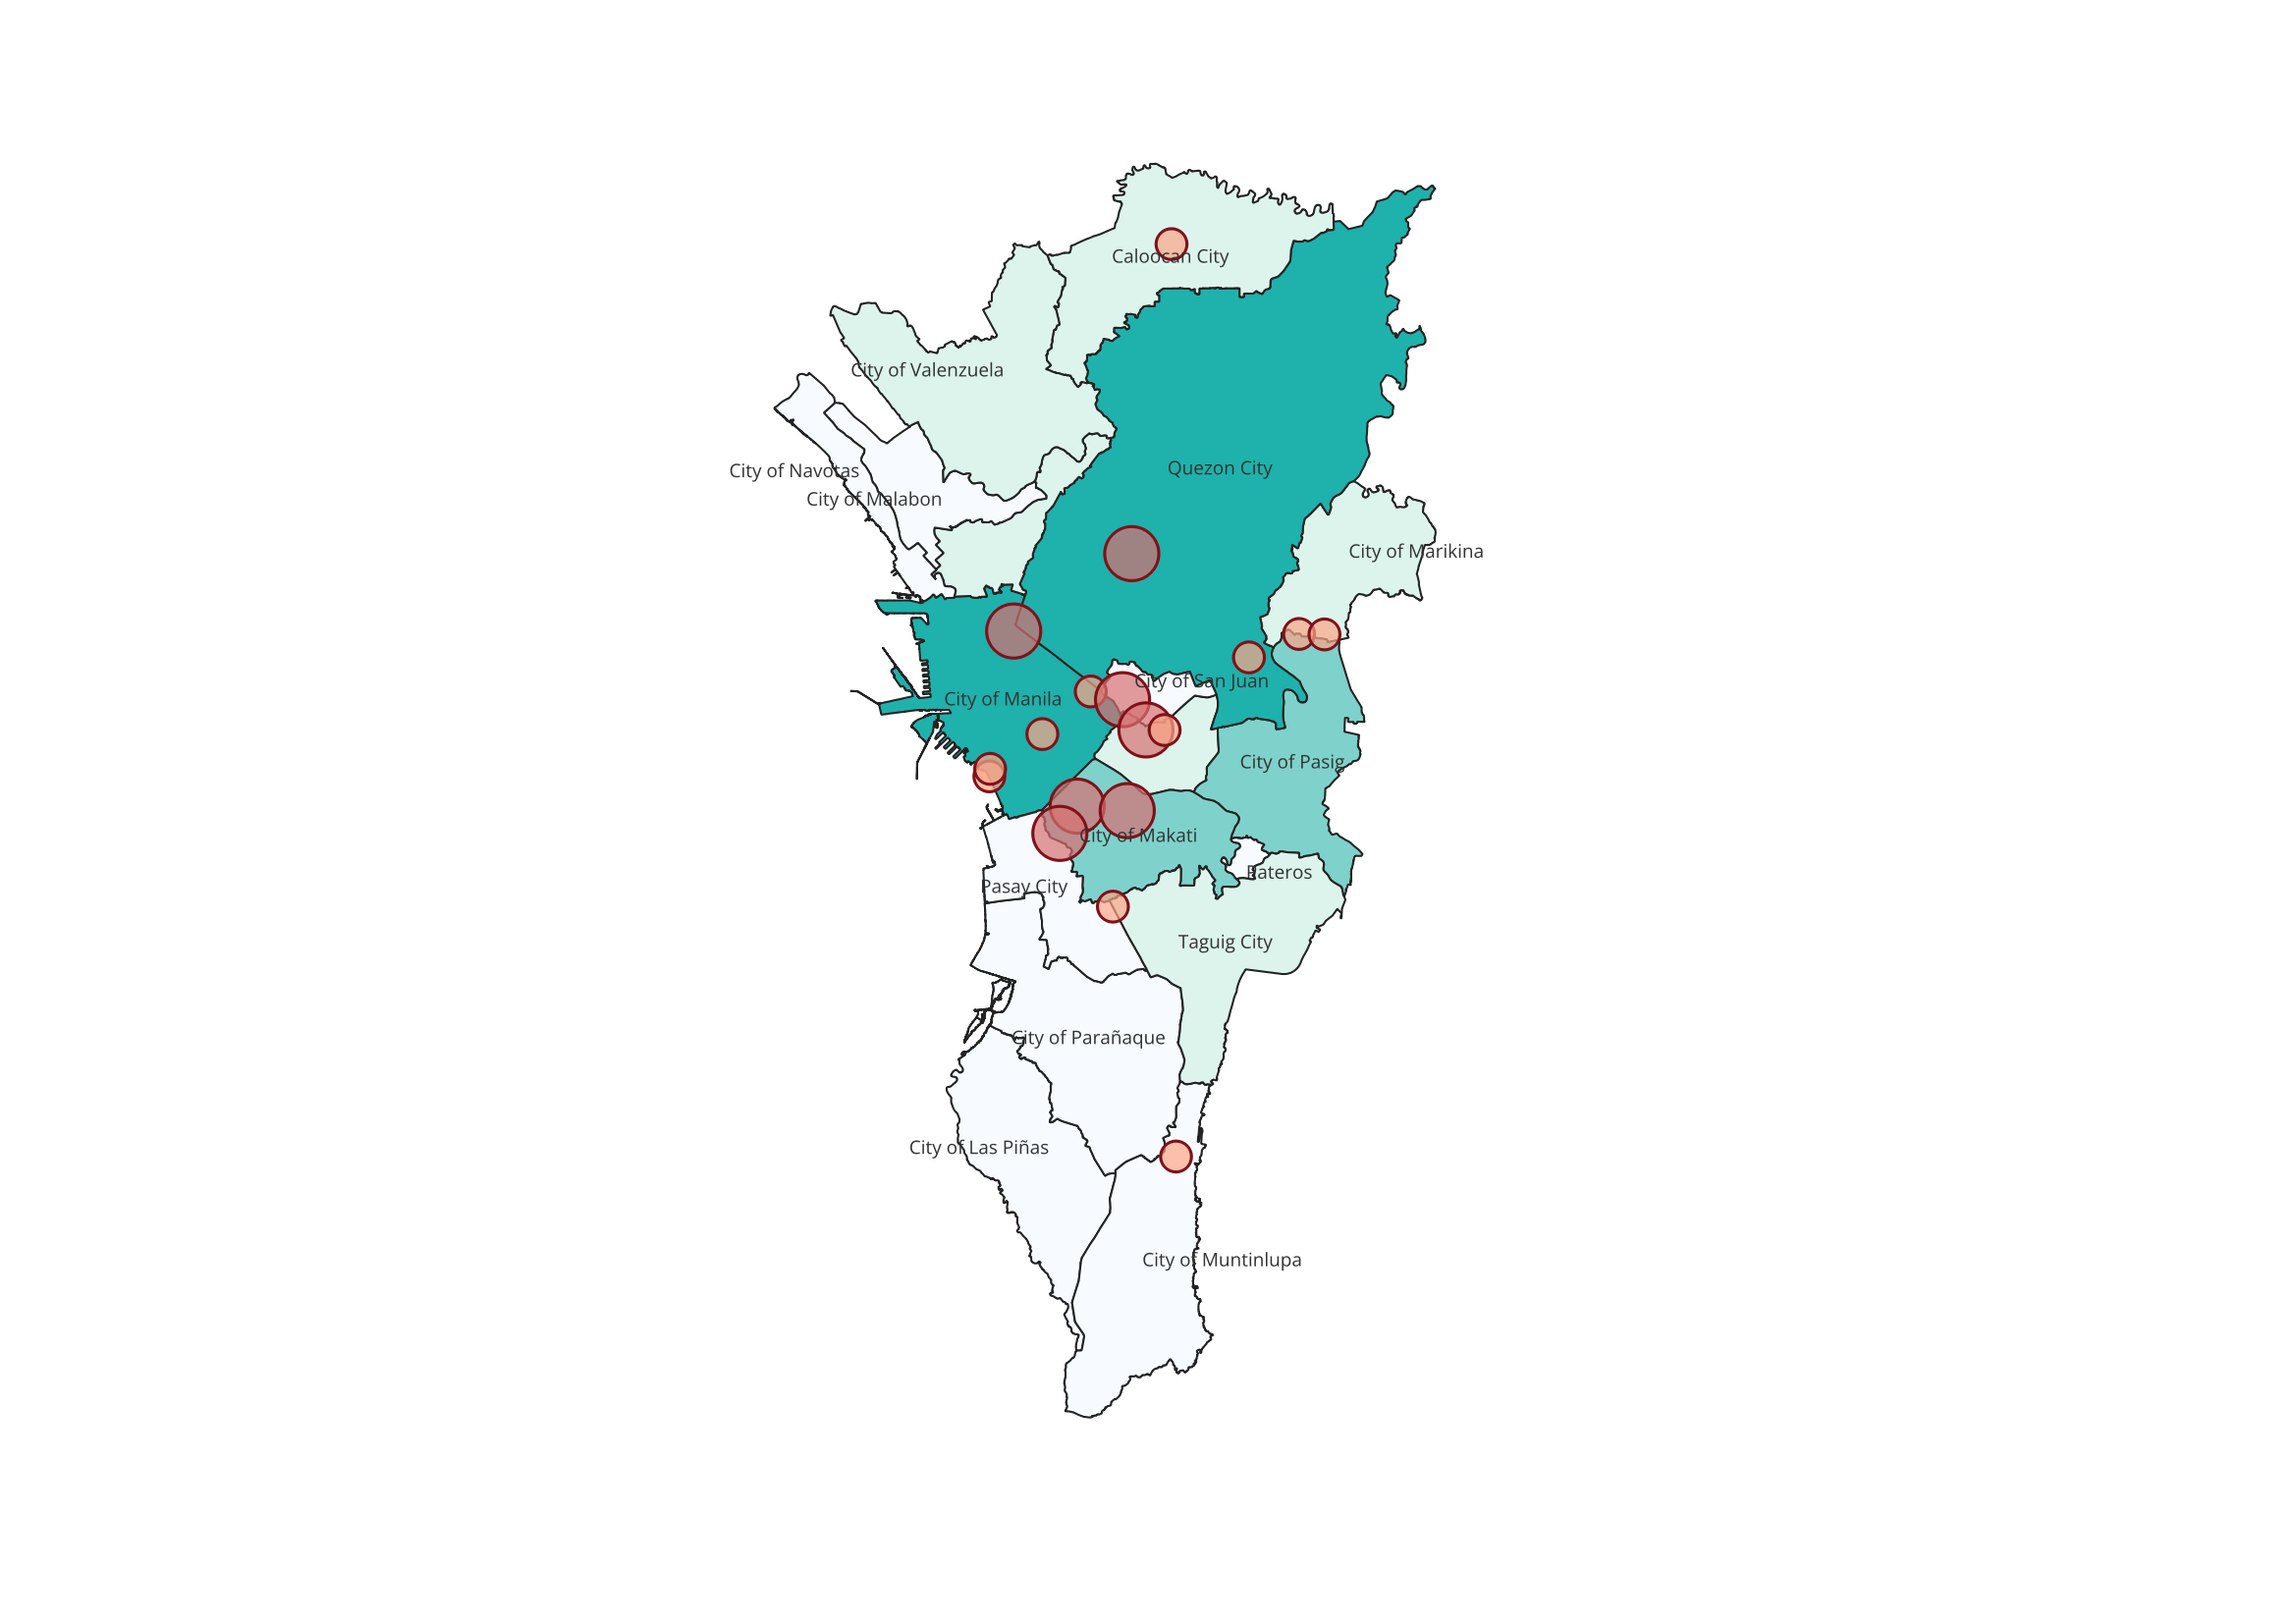 Caloocan City
City of Valenzuela
Quezon City
City of Navotas
City of Malabon
City of Marikina
City of San Juan
City of Manila
City of Pasig
City of Makati
Pateros
Pasay City
Taguig City
City of Parañaque
City of Las Piñas
City of Muntinlupa